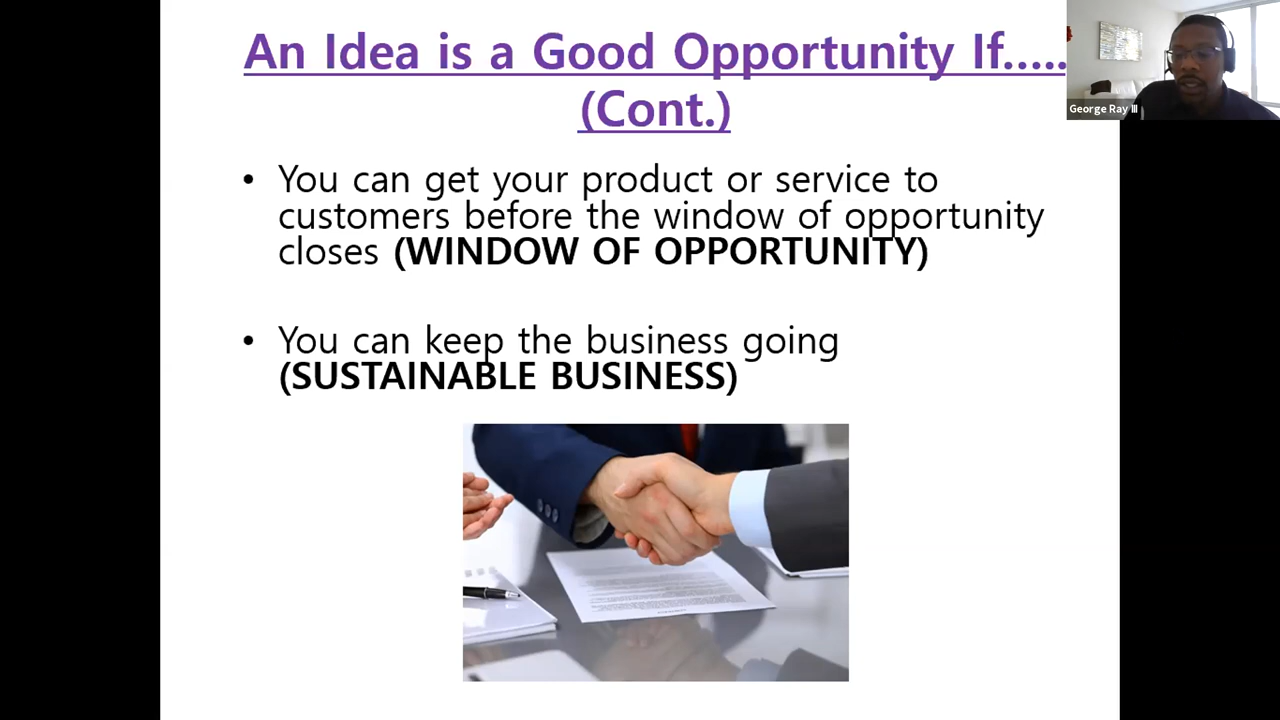 An Idea is a Good Opportunity If.....
(Cont.)
George Ray III
• You can get your product or service to
customers before the window of opportunity
closes (WINDOW OF OPPORTUNITY)
• You can keep the business going
(SUSTAINABLE BUSINESS)